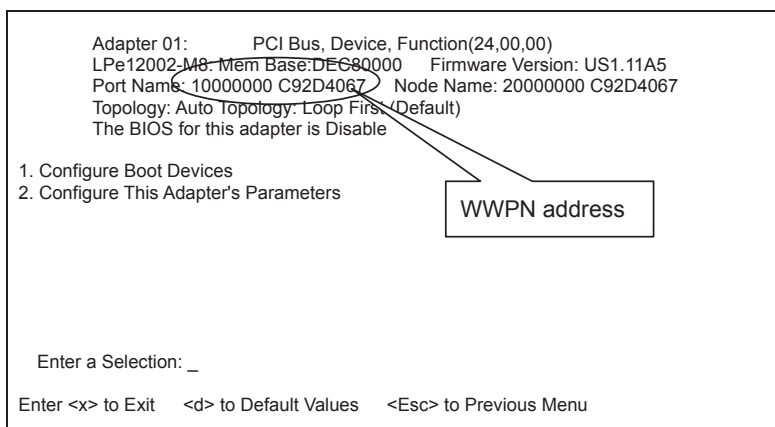 Adapter 01: PCI Bus, Device, Function(24,00,00)
LPe12002-M8: Mem Base:DEC80000 Firmware Version: US1.11A5
Port Name: 10000000 C92D4067 Node Name: 20000000 C92D4067
Topology: Auto Topology: Loop First (Default)
The BIOS for this adapter is Disable
1. Configure Boot Devices
2. Configure This Adapter's Parameters
WWPN address
Enter a Selection: _
Enter <x> to Exit <d> to Default Values <Esc> to Previous Menu